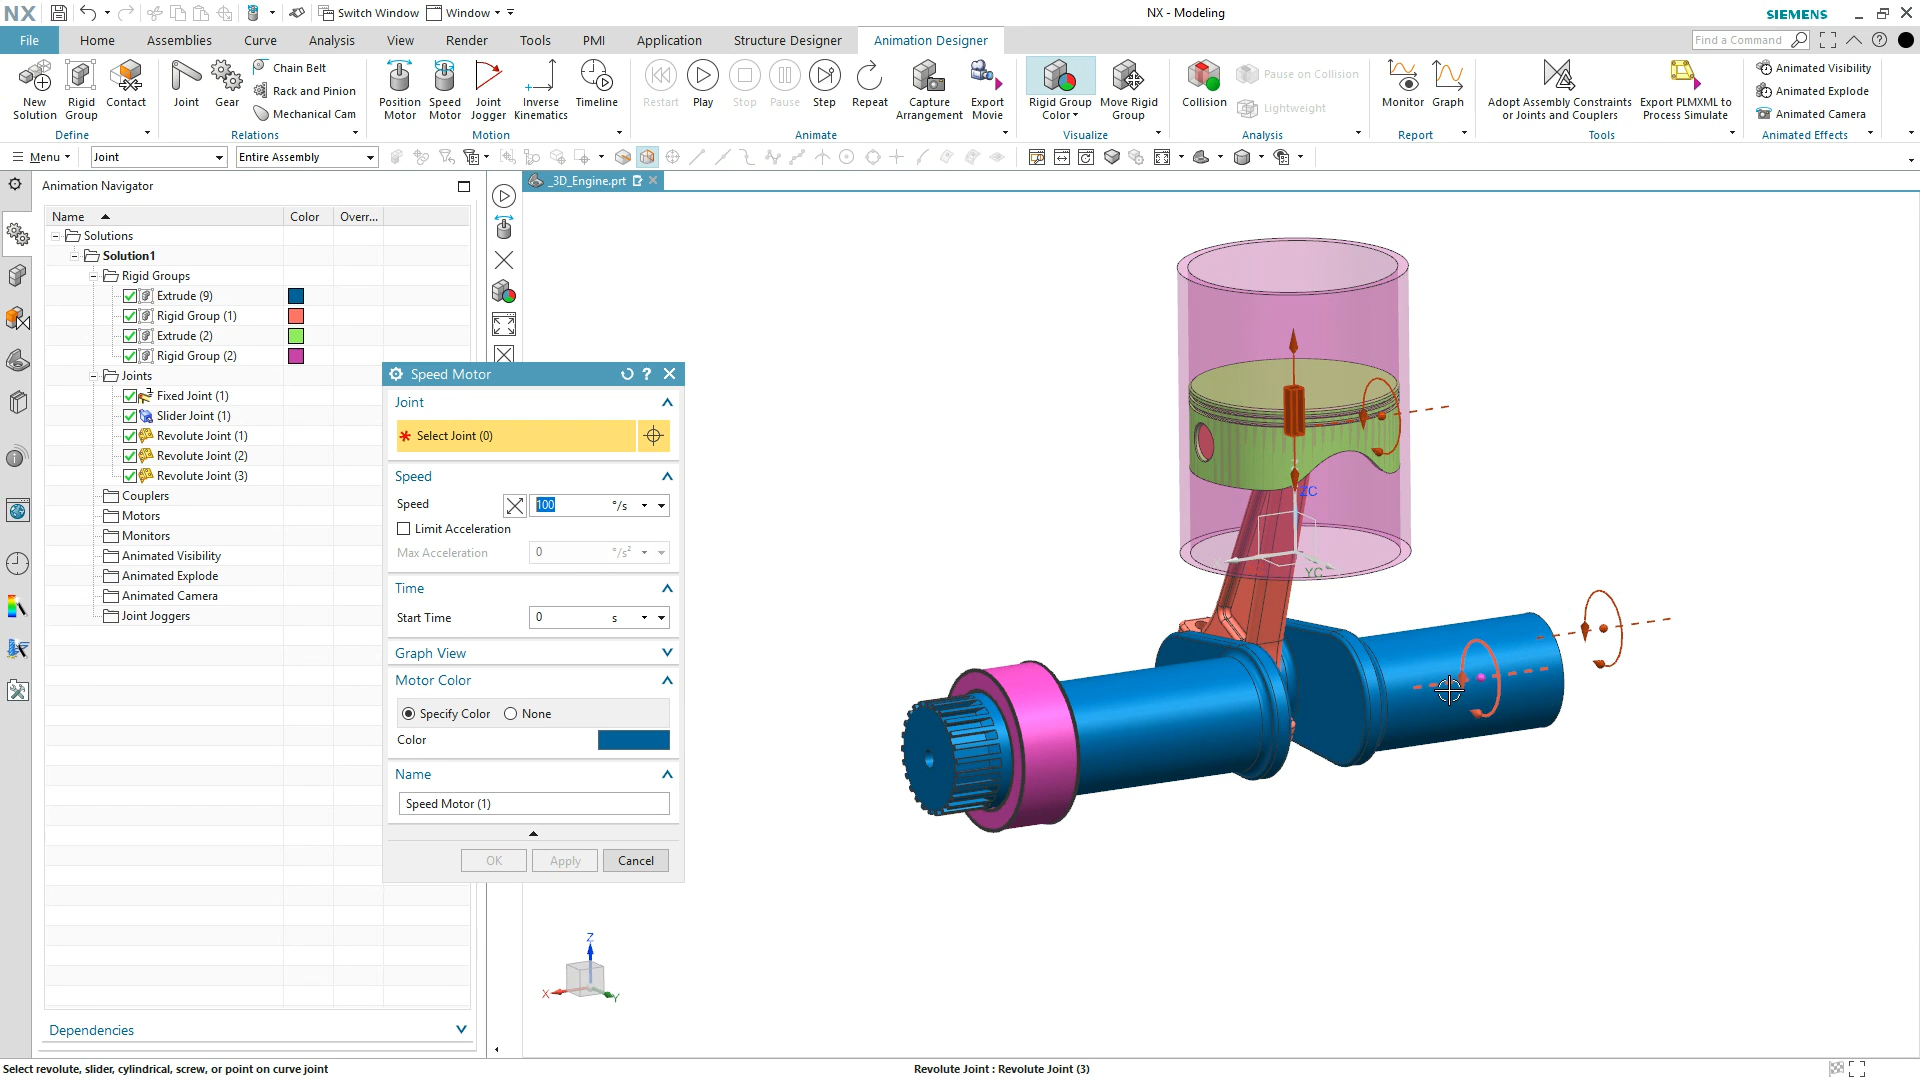 NX
Switch Window
Window
NX - Modeling
SIEMENS
File
Home
Assemblies
Curve
Analysis
View
Render
Tools
PMI
Application
Structure Designer
Animation Designer
Find a Command
New Solution
Rigid Group
Contact
Define
Joint
Gear
Chain Belt
Rack and Pinion
Mechanical Cam
Relations
Position Motor
Speed Motor
Joint Jogger
Inverse Kinematics
Timeline
Motion
Restart
Play
Stop
Pause
Step
Repeat
Capture Arrangement
Export Movie
Animate
Rigid Group Color
Move Rigid Group
Visualize
Collision
Pause on Collision
Lightweight
Analysis
Monitor
Graph
Report
Adopt Assembly Constraints or Joints and Couplers
Export PLMXML to Process Simulate
Tools
Animated Visibility
Animated Explode
Animated Camera
Animated Effects
Menu
Joint
Entire Assembly
Animation Navigator
_3D_Engine.prt
Name
Color
Overr...
Solutions
Solution1
Rigid Groups
Extrude (9)
Rigid Group (1)
Extrude (2)
Rigid Group (2)
Joints
Fixed Joint (1)
Slider Joint (1)
Revolute Joint (1)
Revolute Joint (2)
Revolute Joint (3)
Couplers
Motors
Monitors
Animated Visibility
Animated Explode
Animated Camera
Joint Joggers
Dependencies
Speed Motor
Joint
* Select Joint (0)
Speed
Speed
100
°/s
Limit Acceleration
Max Acceleration
0
°/s²
Time
Start Time
0
s
Graph View
Motor Color
Specify Color
None
Color
Name
Speed Motor (1)
OK
Apply
Cancel
ZC
YC
Z
X
Y
Select revolute, slider, cylindrical, screw, or point on curve joint
Revolute Joint : Revolute Joint (3)